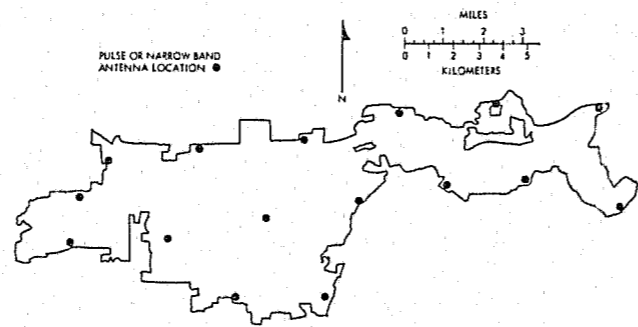 MILES
0 1 2 3
0 1 2 3 4 5
KILOMETERS
PULSE OR NARROW BAND
ANTENNA LOCATION
N